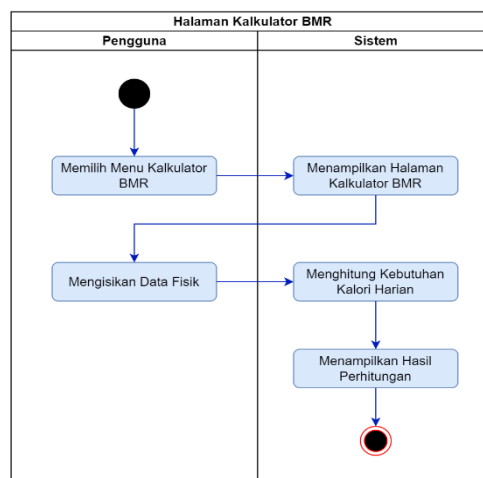 Halaman Kalkulator BMR
Pengguna
Sistem
Memilih Menu Kalkulator
BMR
Menampilkan Halaman
Kalkulator BMR
Mengisikan Data Fisik
Menghitung Kebutuhan
Kalori Harian
Menampilkan Hasil
Perhitungan